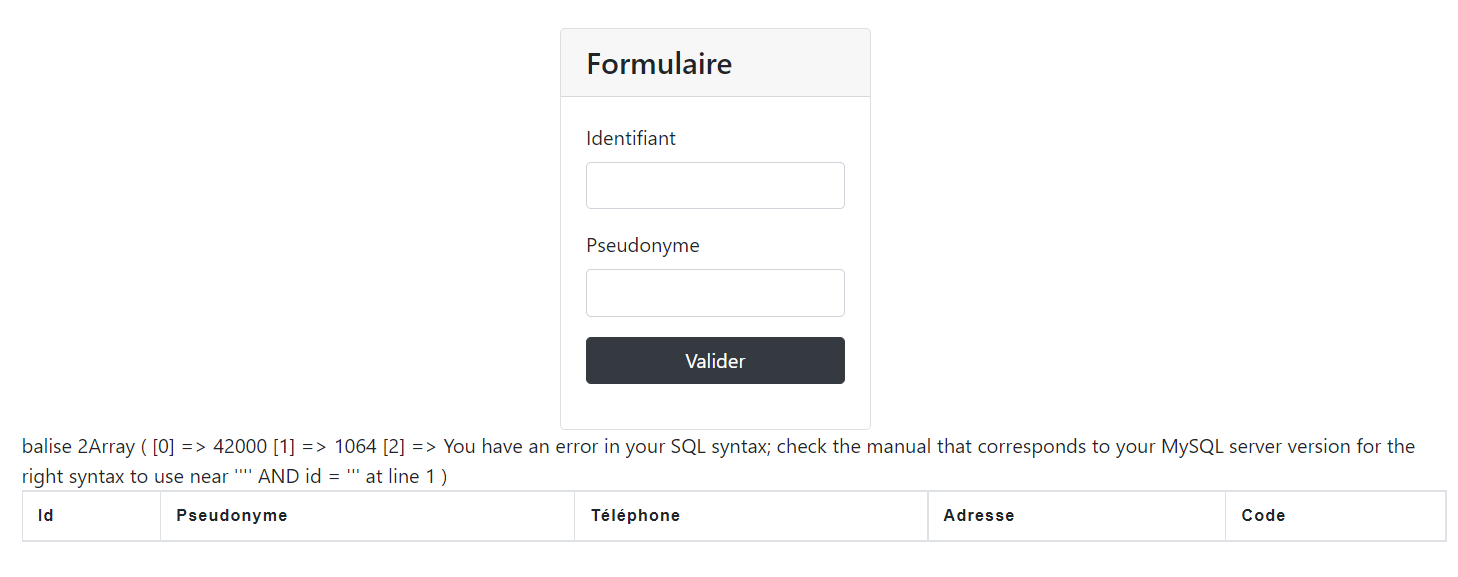 Formulaire
Identifiant
Pseudonyme
Valider
balise 2Array ( [0] => 42000 [1] => 1064 [2] => You have an error in your SQL syntax; check the manual that corresponds to your MySQL server version for the
right syntax to use near '''' AND id = ''' at line 1 )
Id Pseudonyme Téléphone Adresse Code